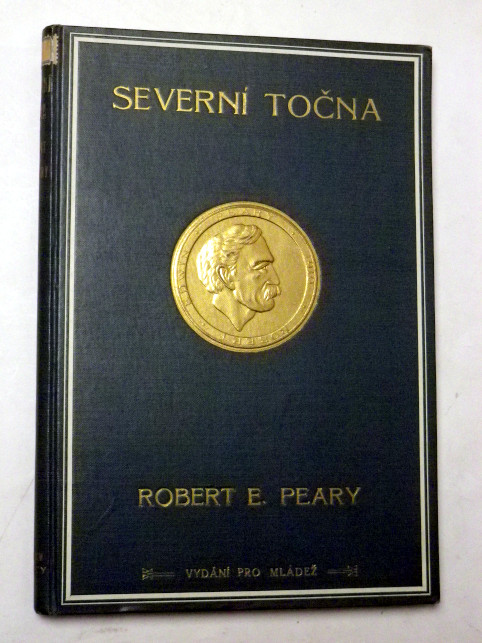 SEVERNÍ TOČNA
ROBERT E. PEARY
VYDÁNÍ PRO MLÁDEŽ